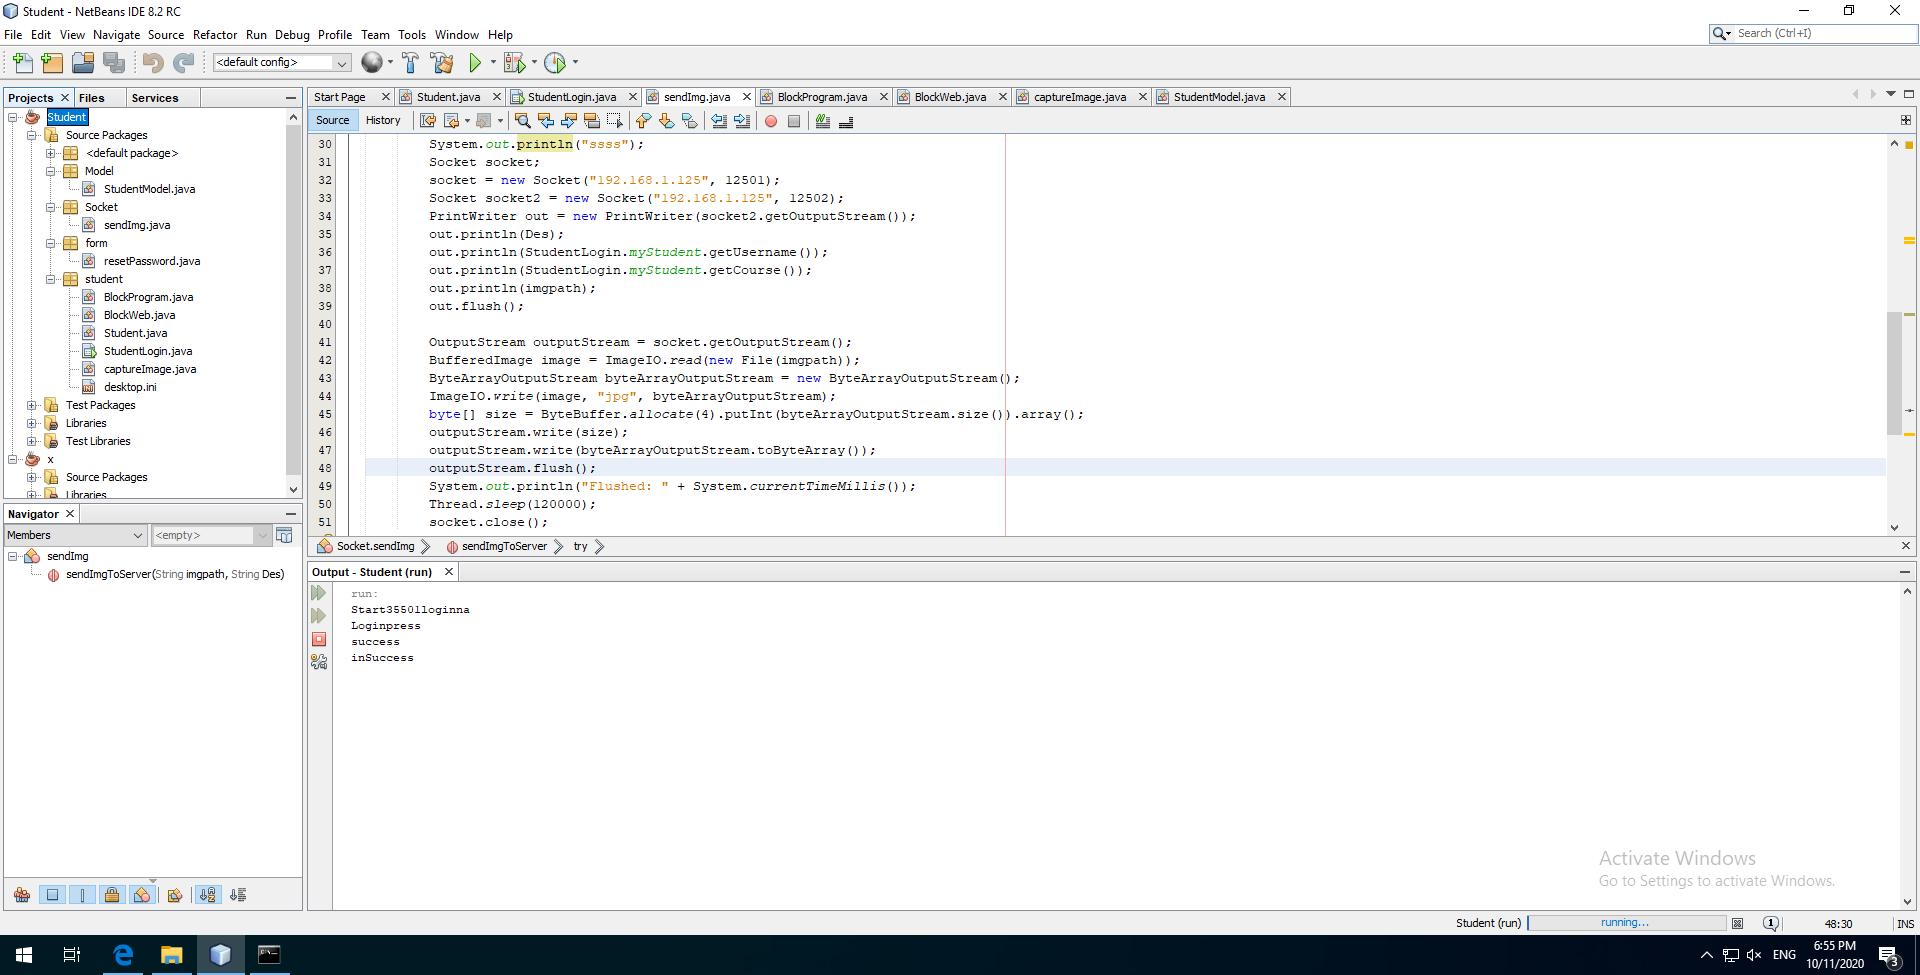 Student - NetBeans IDE 8.2 RC
File Edit View Navigate Source Refactor Run Debug Profile Team Tools Window Help
Search (Ctrl+I)
<default config>
Projects Files Services
Student
Source Packages
<default package>
Model
StudentModel.java
Socket
sendImg.java
form
resetPassword.java
student
BlockProgram.java
BlockWeb.java
Student.java
StudentLogin.java
captureImage.java
desktop.ini
Test Packages
Libraries
Test Libraries
x
Source Packages
Libraries
Navigator
Members <empty>
sendImg
sendImgToServer(String imgpath, String Des)
Start Page Student.java StudentLogin.java sendImg.java BlockProgram.java BlockWeb.java captureImage.java StudentModel.java
Source History
30 System.out.println("ssss");
31 Socket socket;
32 socket = new Socket("192.168.1.125", 12501);
33 Socket socket2 = new Socket("192.168.1.125", 12502);
34 PrintWriter out = new PrintWriter(socket2.getOutputStream());
35 out.println(Des);
36 out.println(StudentLogin.myStudent.getUsername());
37 out.println(StudentLogin.myStudent.getCourse());
38 out.println(imgpath);
39 out.flush();
40
41 OutputStream outputStream = socket.getOutputStream();
42 BufferedImage image = ImageIO.read(new File(imgpath));
43 ByteArrayOutputStream byteArrayOutputStream = new ByteArrayOutputStream();
44 ImageIO.write(image, "jpg", byteArrayOutputStream);
45 byte[] size = ByteBuffer.allocate(4).putInt(byteArrayOutputStream.size()).array();
46 outputStream.write(size);
47 outputStream.write(byteArrayOutputStream.toByteArray());
48 outputStream.flush();
49 System.out.println("Flushed: " + System.currentTimeMillis());
50 Thread.sleep(120000);
51 socket.close();
Socket.sendImg sendImgToServer try
Output - Student (run)
run:
Start35501loginna
Loginpress
success
inSuccess
Activate Windows
Go to Settings to activate Windows.
Student (run) running... 1 48:30 INS
ENG
6:55 PM
10/11/2020
3